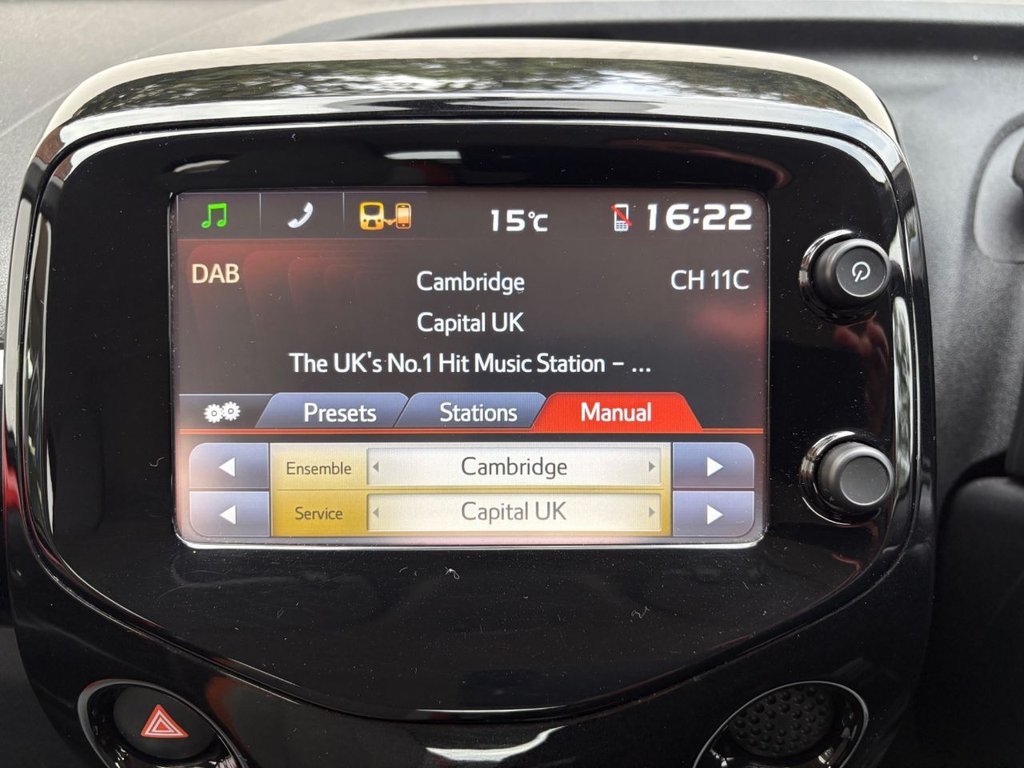 15°C 16:22
DAB Cambridge CH 11C
Capital UK
The UK's No.1 Hit Music Station – ...
Presets Stations Manual
Ensemble Cambridge
Service Capital UK